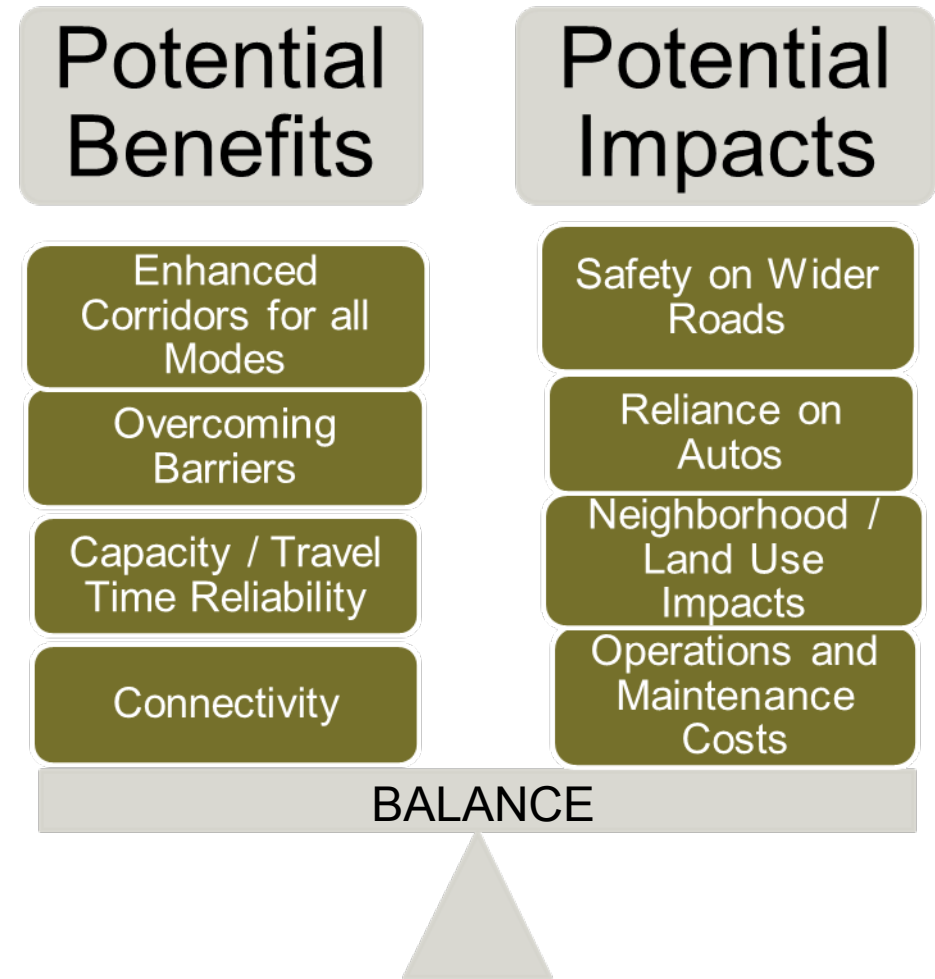 Potential
Benefits
Potential
Impacts
Enhanced
Corridors for all
Modes
Overcoming
Barriers
Capacity / Travel
Time Reliability
Connectivity
Safety on Wider
Roads
Reliance on
Autos
Neighborhood /
Land Use
Impacts
Operations and
Maintenance
Costs
BALANCE